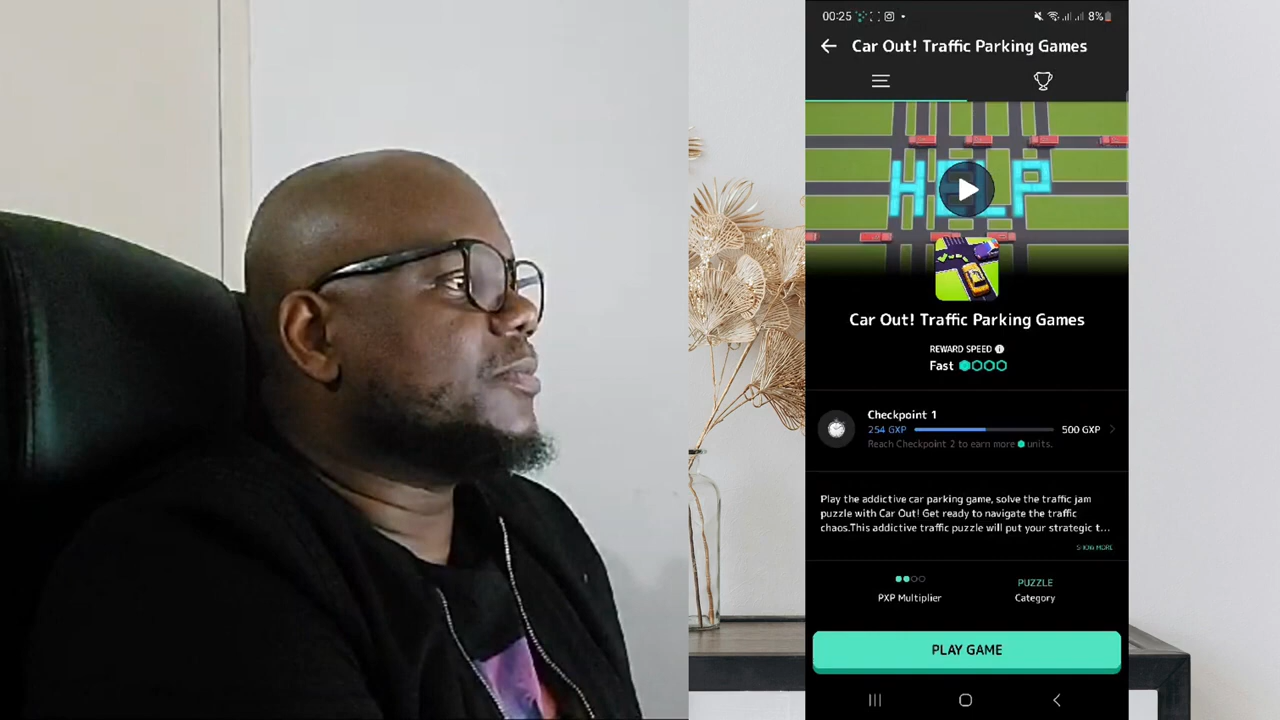 00:25
8%
Car Out! Traffic Parking Games
HELP
Car Out! Traffic Parking Games
REWARD SPEED
Fast
Checkpoint 1
254 GXP
500 GXP
Reach Checkpoint 2 to earn more units.
Play the addictive car parking game, solve the traffic jam
puzzle with Car Out! Get ready to navigate the traffic
chaos.This addictive traffic puzzle will put your strategic t...
SHOW MORE
PXP Multiplier
PUZZLE
Category
PLAY GAME